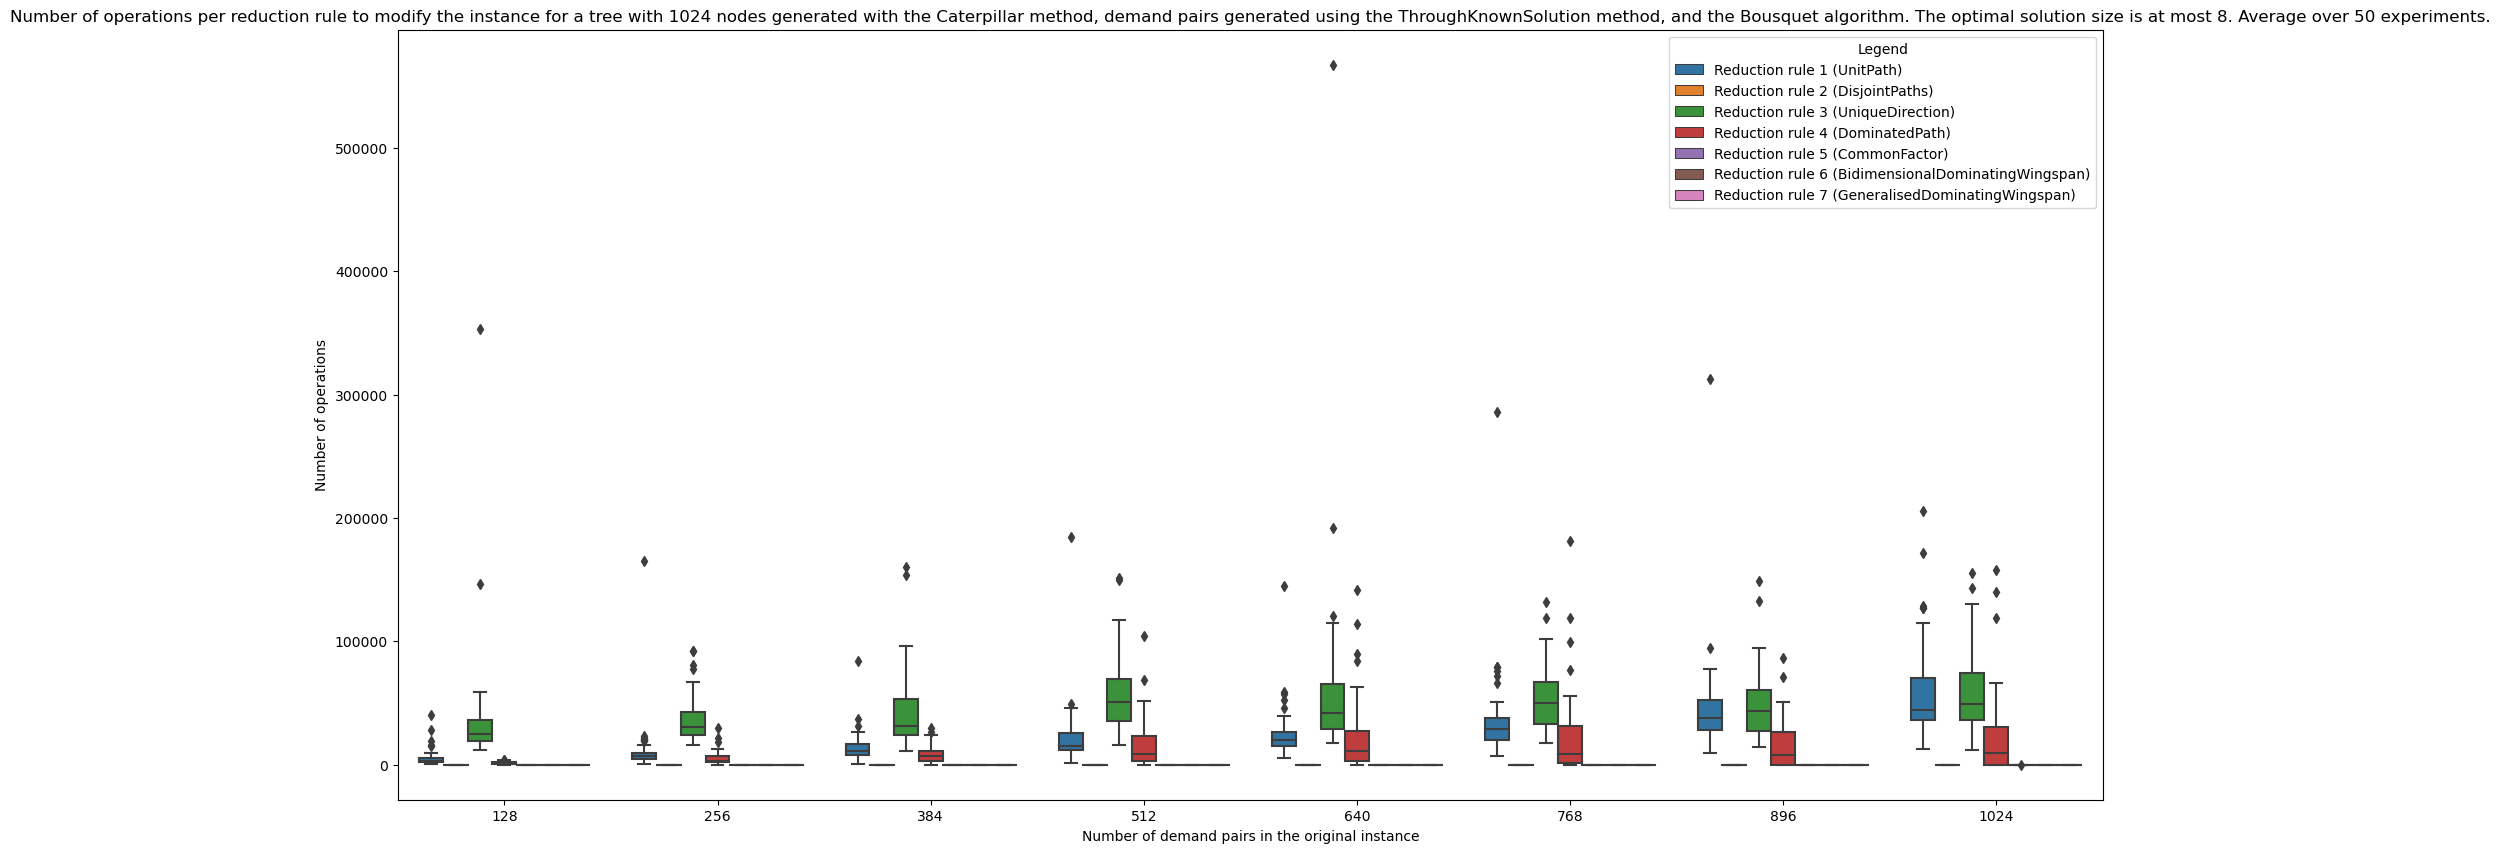 Number of operations per reduction rule to modify the instance for a tree with 1024 nodes generated with the Caterpillar method, demand pairs generated using the ThroughKnownSolution method, and the Bousquet algorithm. The optimal solution size is at most 8. Average over 50 experiments.
Legend
Reduction rule 1 (UnitPath)
Reduction rule 2 (DisjointPaths)
Reduction rule 3 (UniqueDirection)
Reduction rule 4 (DominatedPath)
Reduction rule 5 (CommonFactor)
Reduction rule 6 (BidimensionalDominatingWingspan)
Reduction rule 7 (GeneralisedDominatingWingspan)
Number of operations
500000
400000
300000
200000
100000
0
128 256 384 512 640 768 896 1024
Number of demand pairs in the original instance